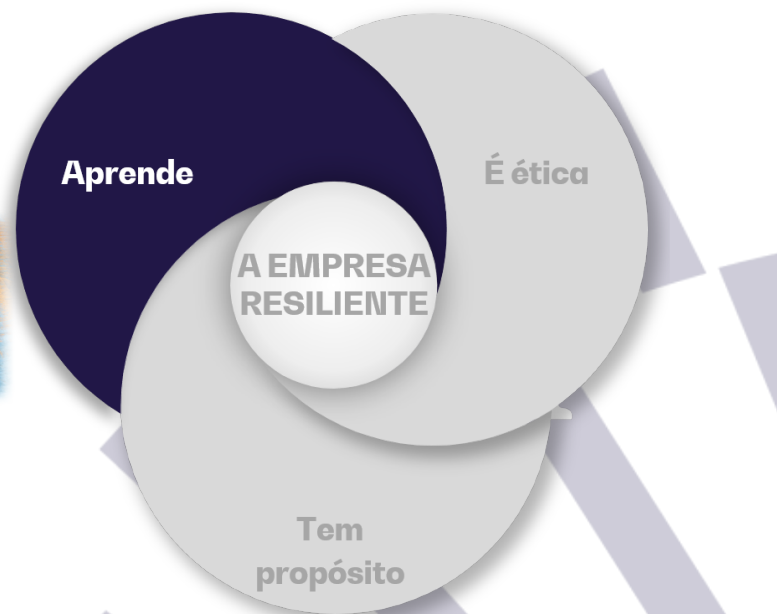 Aprende
É ética
A EMPRESA
RESILIENTE
Tem
propósito